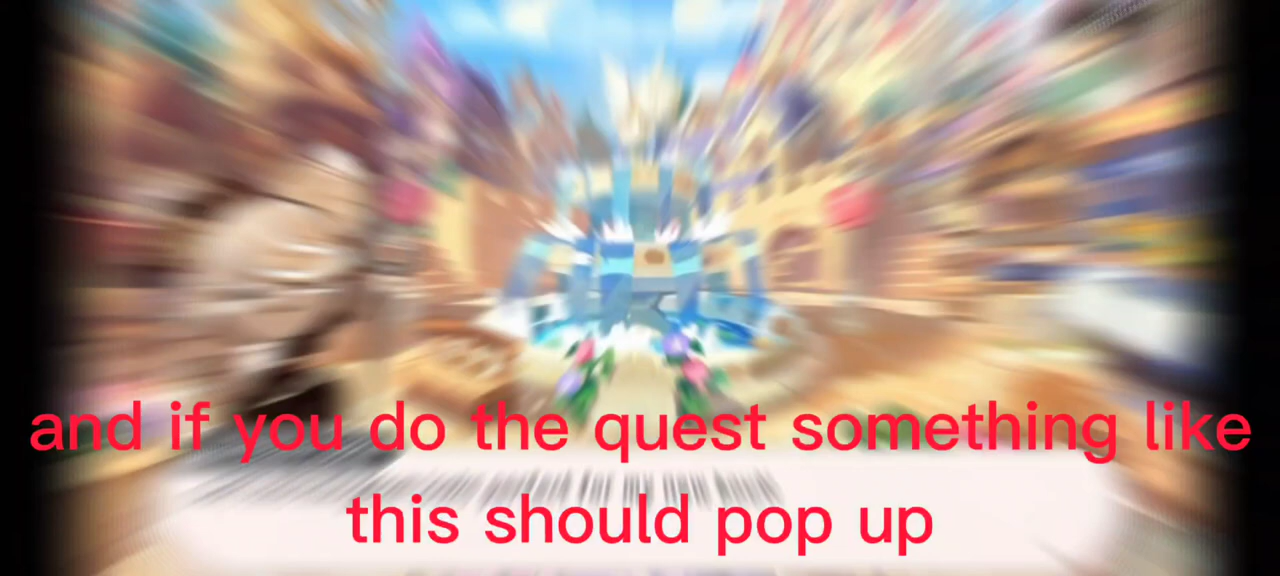 and if you do the quest something like
this should pop up